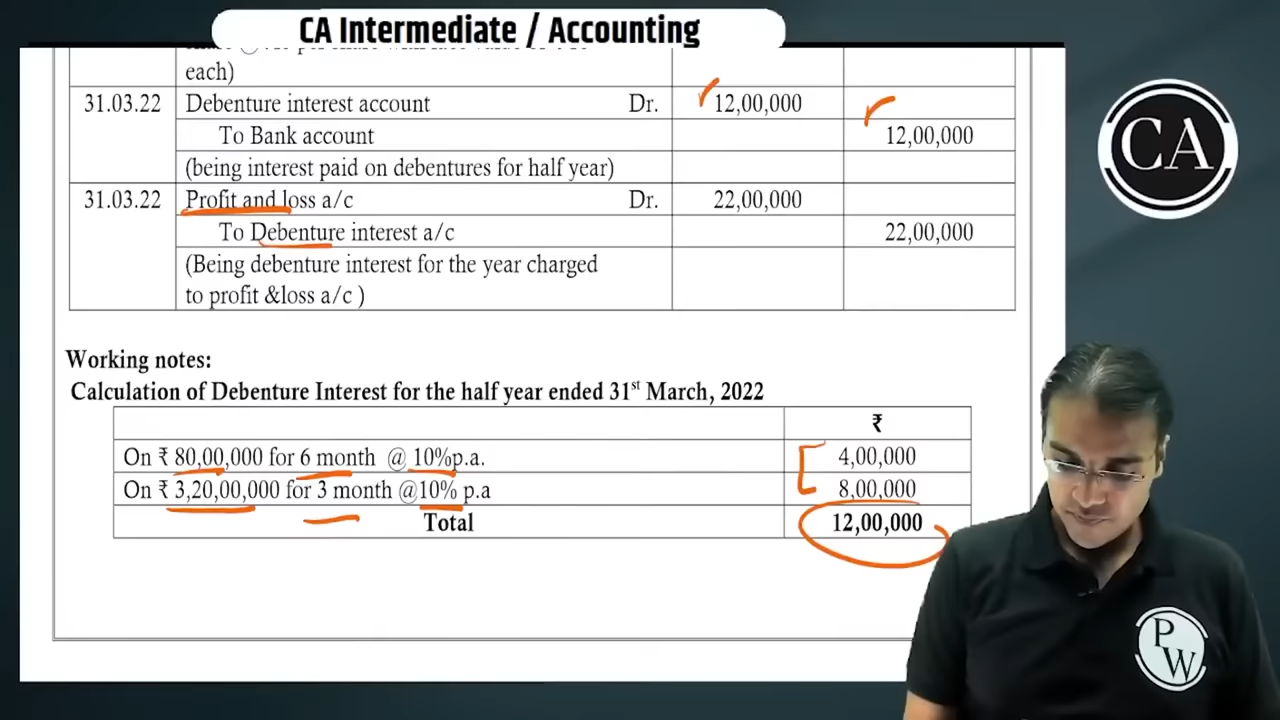 CA Intermediate / Accounting
each)
31.03.22 Debenture interest account Dr. 12,00,000
To Bank account 12,00,000
(being interest paid on debentures for half year)
31.03.22 Profit and loss a/c Dr. 22,00,000
To Debenture interest a/c 22,00,000
(Being debenture interest for the year charged
to profit &loss a/c )
Working notes:
Calculation of Debenture Interest for the half year ended 31st March, 2022
₹
On ₹ 80,00,000 for 6 month @ 10%p.a. 4,00,000
On ₹ 3,20,00,000 for 3 month @10% p.a 8,00,000
Total 12,00,000
CA
PW